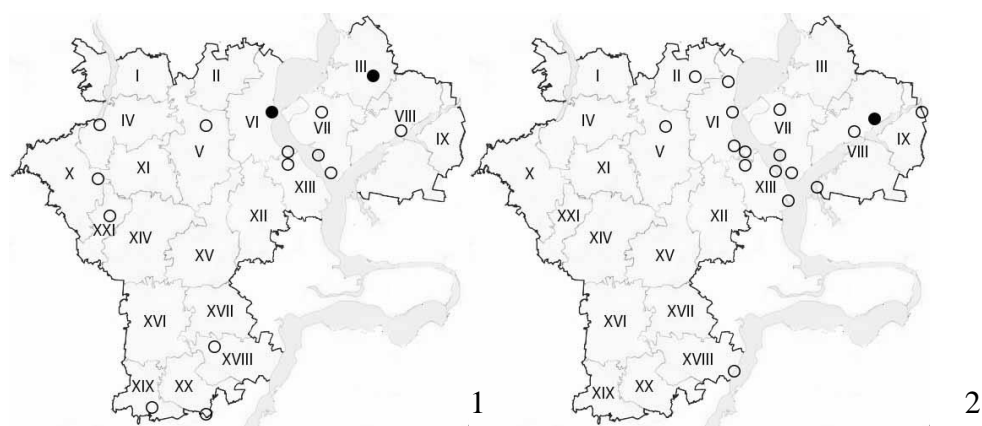 I II III
IV V VI VII VIII
IX
X XI
XII XIII
XXI XIV
XV
XVI XVII
XVIII
XIX XX
1
I II III
IV V VI VII VIII
IX
X XI
XII XIII
XXI XIV
XV
XVI XVII
XVIII
XIX XX
2